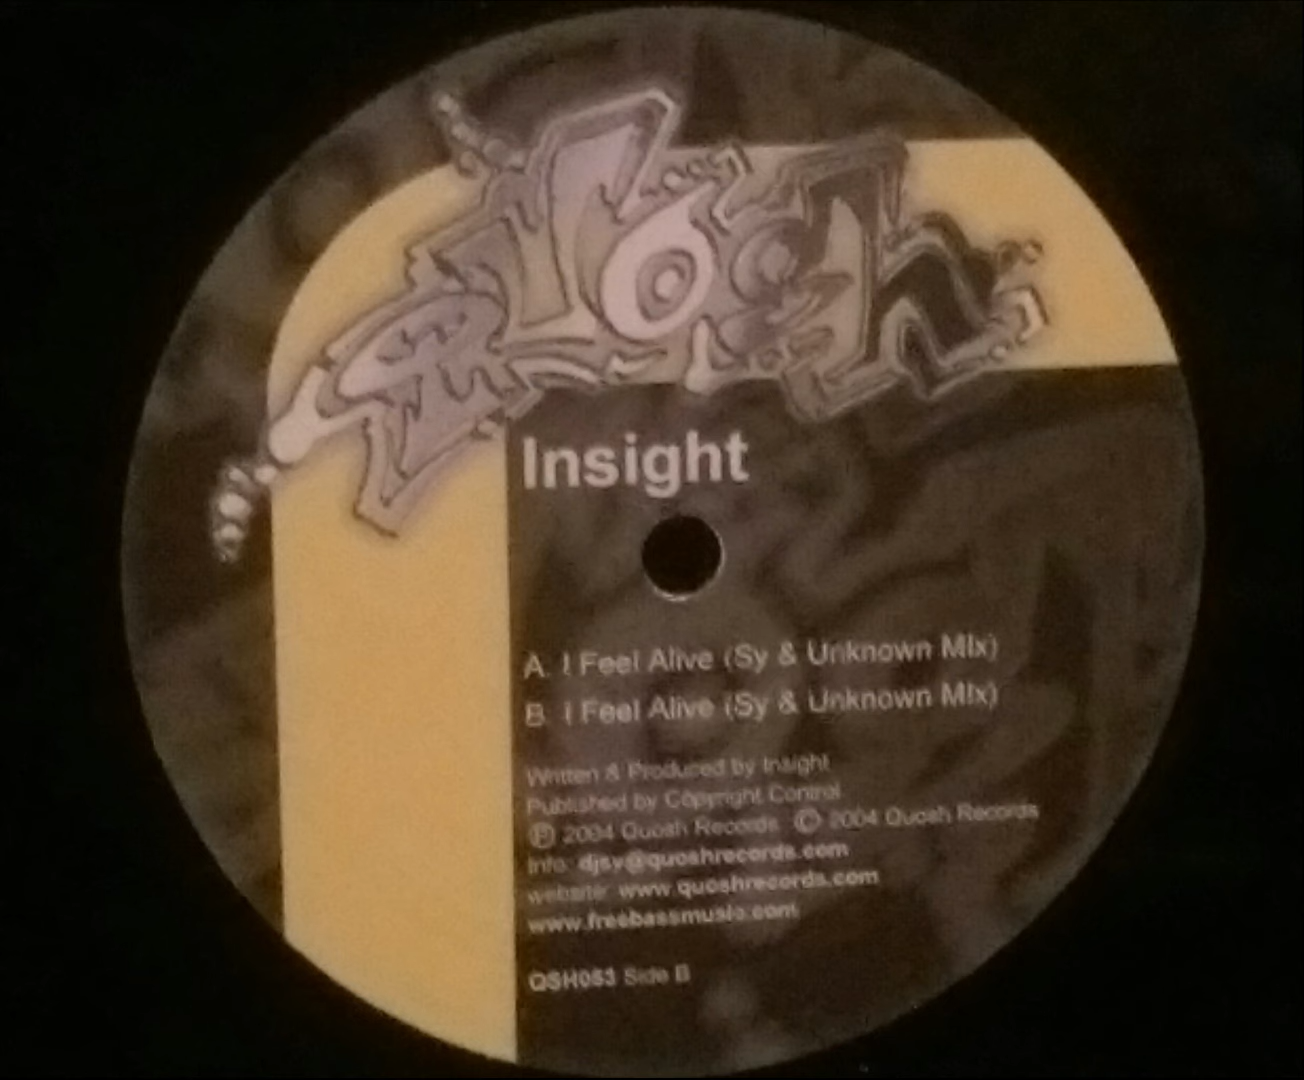 Quosh
Insight
A. I Feel Alive (Sy & Unknown MIx)
B. I Feel Alive (Sy & Unknown MIx)
Written & Produced by Insight
Published by Copyright Control
Ⓟ 2004 Quosh Records © 2004 Quosh Records
Info: djsy@quoshrecords.com
website: www.quoshrecords.com
www.freebassmusic.com
QSH053 Side B